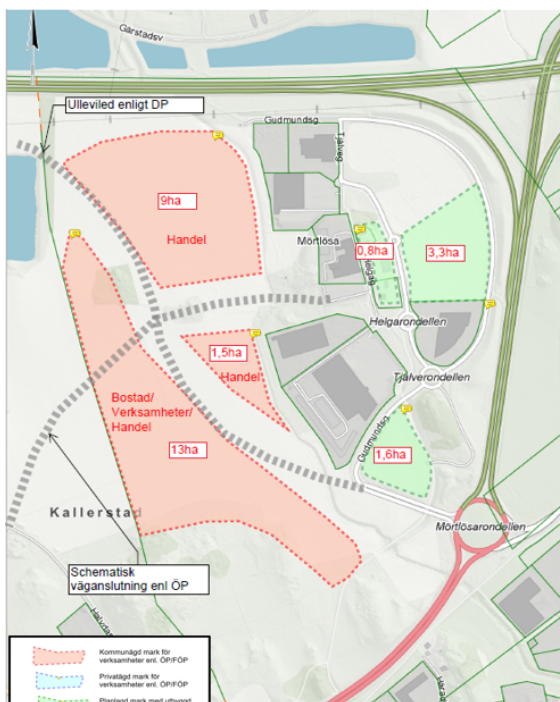 Gärstadsv
Ulleviled enligt DP
Gudmundsg
Tjälveg
9ha
Handel
Mörtlösa
0,8ha
3,3ha
Helgarondellen
1,5ha
Handel
Tjälverondellen
Bostad/
Verksamheter/
Handel
13ha
Gudmundsg
1,6ha
Kallerstad
Mörtlösarondellen
Schematisk
väganslutning enl ÖP
Kommunägd mark för
verksamheter enl. ÖP/FÖP
Privatägd mark för
verksamheter enl. ÖP/FÖP